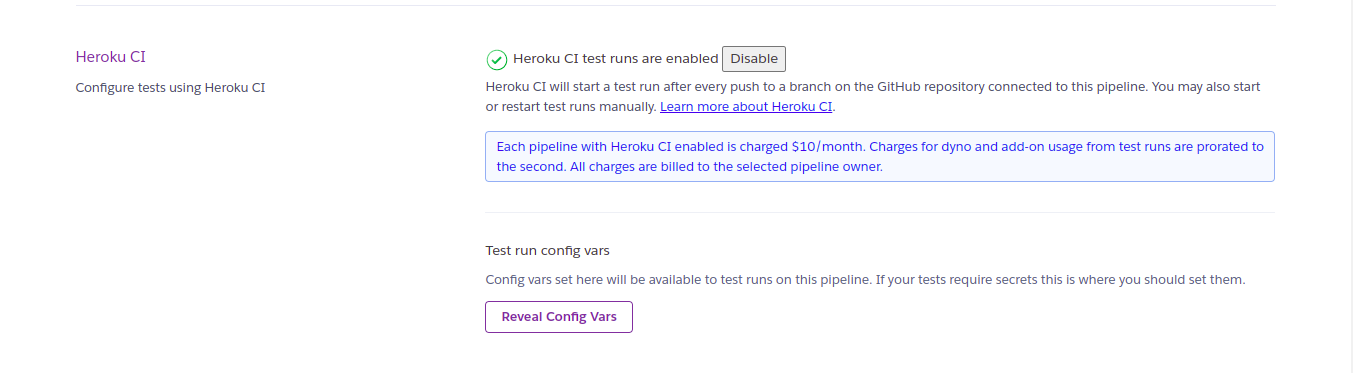 Heroku CI
Configure tests using Heroku CI
Heroku CI test runs are enabled Disable
Heroku CI will start a test run after every push to a branch on the GitHub repository connected to this pipeline. You may also start
or restart test runs manually. Learn more about Heroku CI.
Each pipeline with Heroku CI enabled is charged $10/month. Charges for dyno and add-on usage from test runs are prorated to
the second. All charges are billed to the selected pipeline owner.
Test run config vars
Config vars set here will be available to test runs on this pipeline. If your tests require secrets this is where you should set them.
Reveal Config Vars